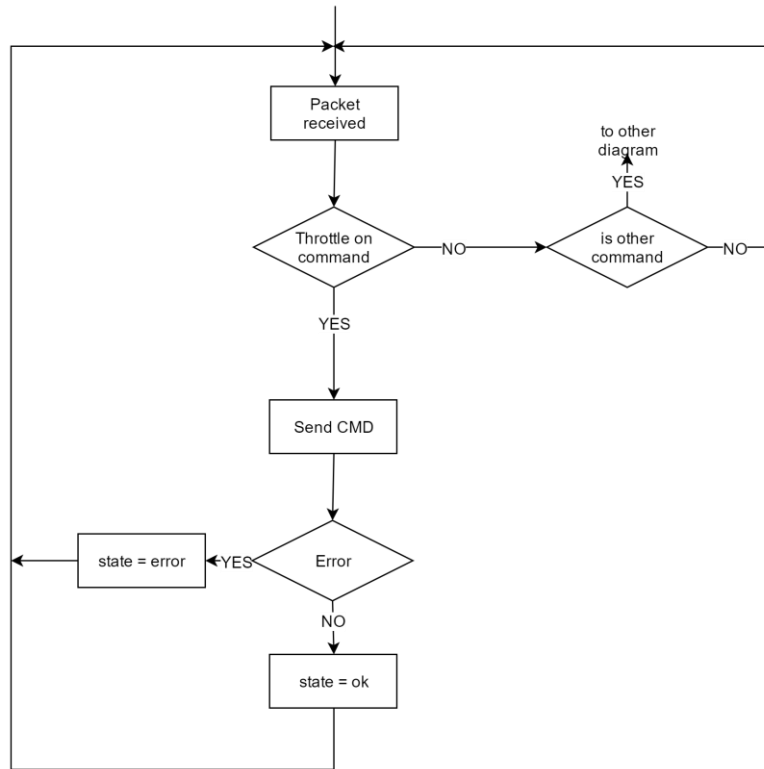 Packet
received
to other
diagram
YES
Throttle on
command
NO
is other
command
NO
YES
Send CMD
state = error
YES
Error
NO
state = ok